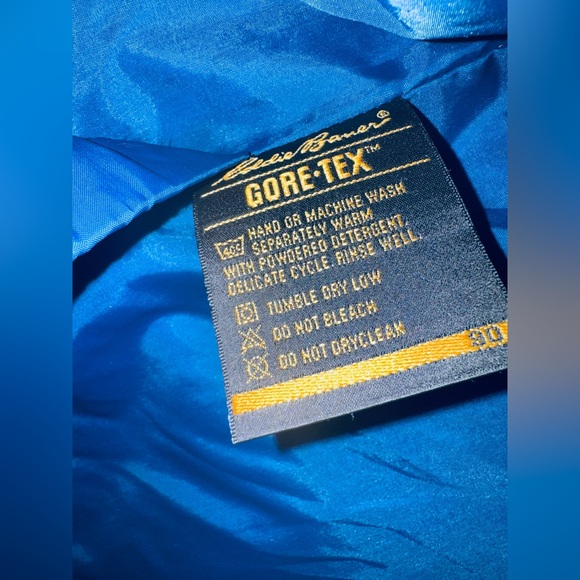 Eddie Bauer®
GORE·TEX™
HAND OR MACHINE WASH
SEPARATELY WARM
WITH POWDERED DETERGENT.
DELICATE CYCLE. RINSE WELL.
TUMBLE DRY LOW
DO NOT BLEACH
DO NOT DRYCLEAN